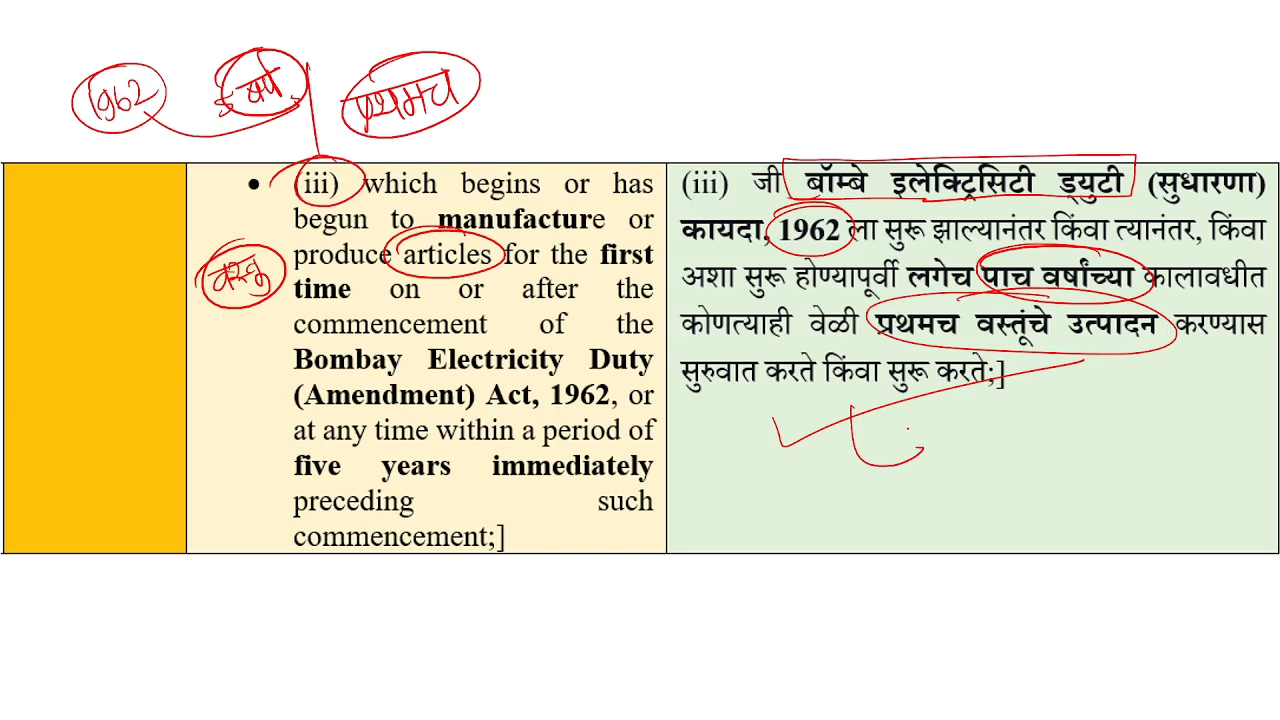 1962 5 वर्ष प्रथमच
(iii) which begins or has
begun to manufacture or
produce articles for the first
time on or after the
commencement of the
Bombay Electricity Duty
(Amendment) Act, 1962, or
at any time within a period of
five years immediately
preceding such
commencement;]
वस्तु
(iii) जी बॉम्बे इलेक्ट्रिसिटी ड्युटी (सुधारणा)
कायदा, 1962 ला सुरू झाल्यानंतर किंवा त्यानंतर, किंवा
अशा सुरू होण्यापूर्वी लगेच पाच वर्षांच्या कालावधीत
कोणत्याही वेळी प्रथमच वस्तूंचे उत्पादन करण्यास
सुरुवात करते किंवा सुरू करते;]